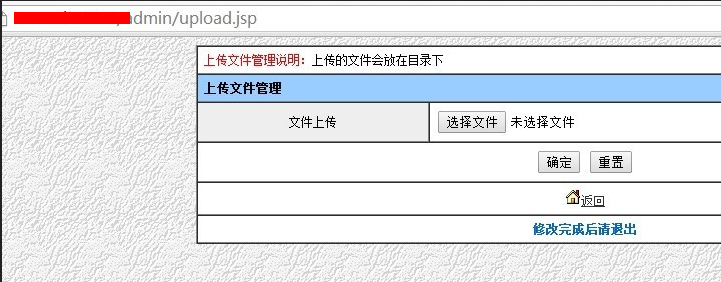 admin/upload.jsp
上传文件管理说明：上传的文件会放在目录下
上传文件管理
文件上传 选择文件 未选择文件
确定 重置
返回
修改完成后请退出